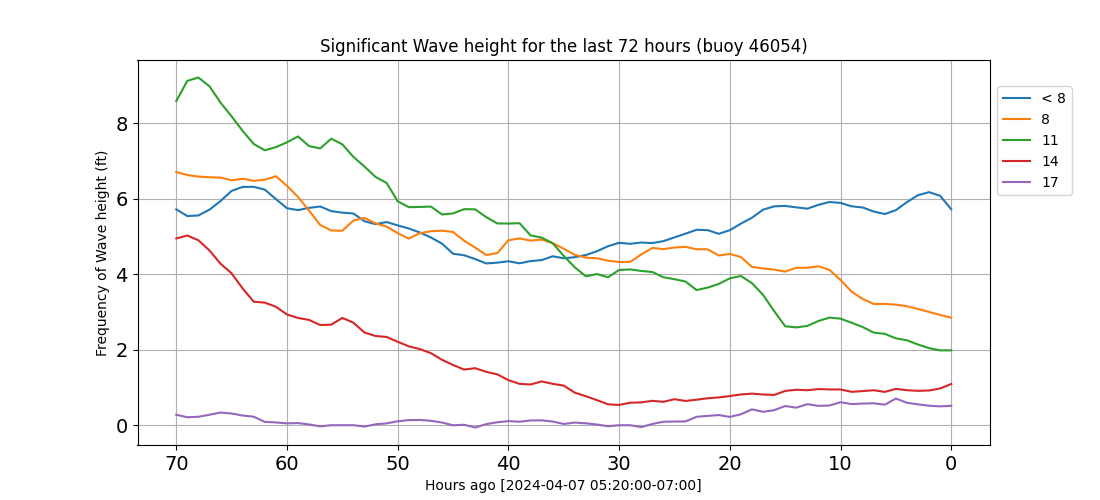 Significant Wave height for the last 72 hours (buoy 46054)
Frequency of Wave height (ft)
8
6
4
2
0
70 60 50 40 30 20 10 0
Hours ago [2024-04-07 05:20:00-07:00]
< 8
8
11
14
17